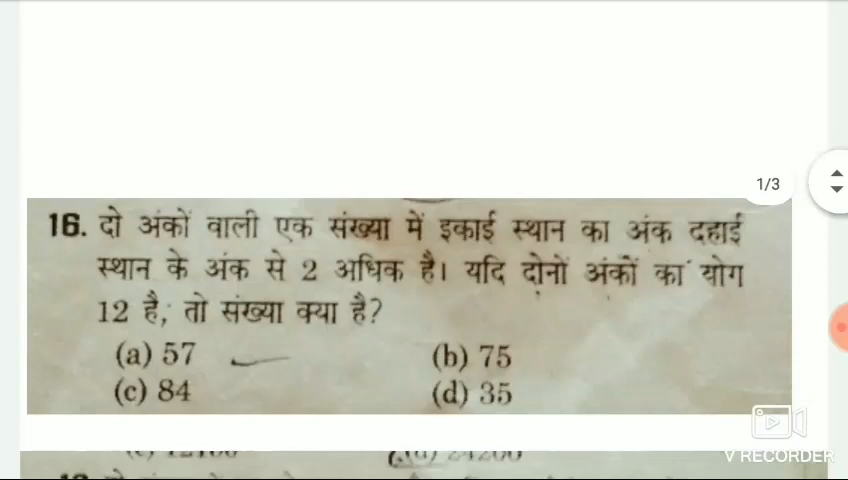 1/3
16. दो अंकों वाली एक संख्या में इकाई स्थान का अंक दहाई
स्थान के अंक से 2 अधिक है। यदि दोनों अंकों का योग
12 है, तो संख्या क्या है?
(a) 57 (b) 75
(c) 84 (d) 35
V RECORDER